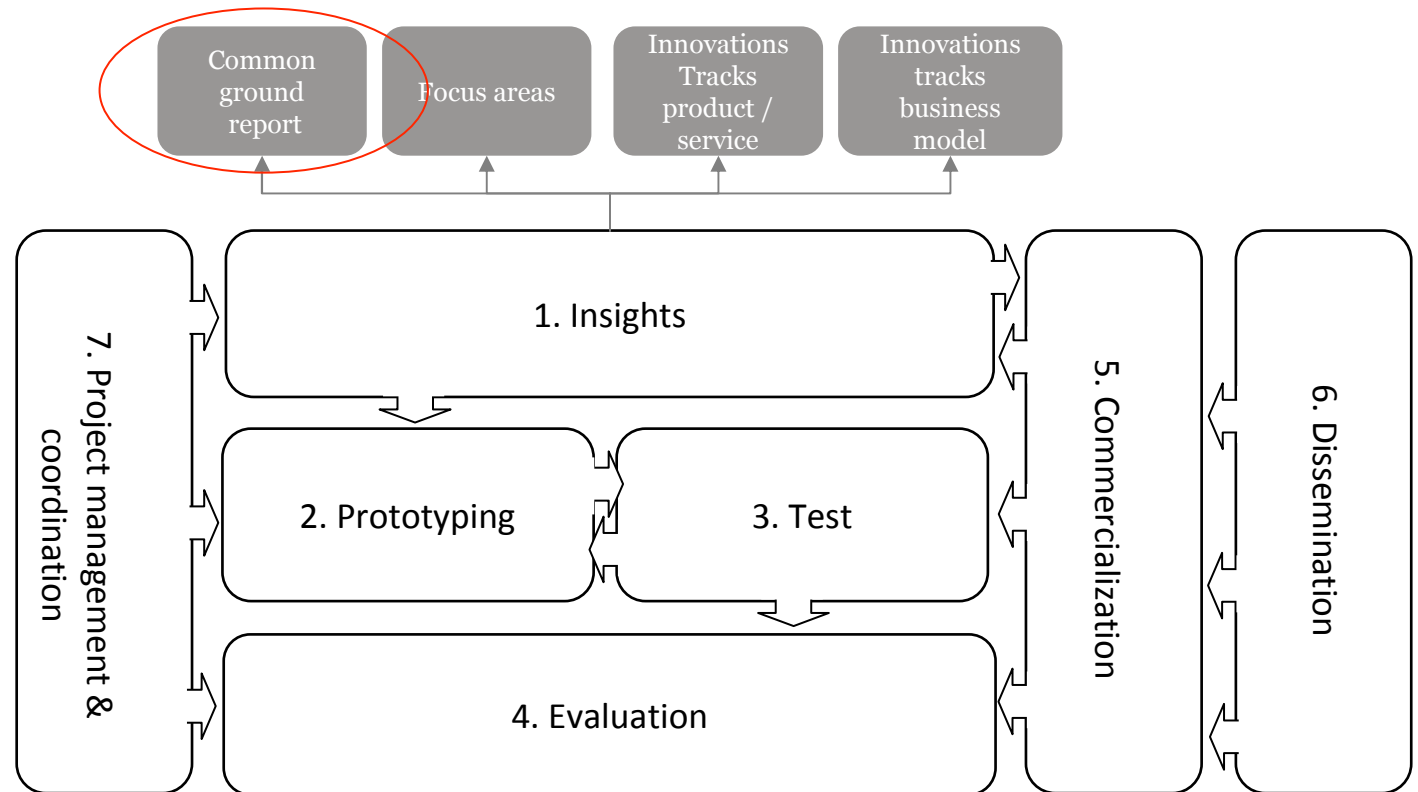 Common
ground
report
Focus areas
Innovations
Tracks
product /
service
Innovations
tracks
business
model
1. Insights
2. Prototyping
3. Test
4. Evaluation
7. Project management &
coordination
5. Commercialization
6. Dissemination